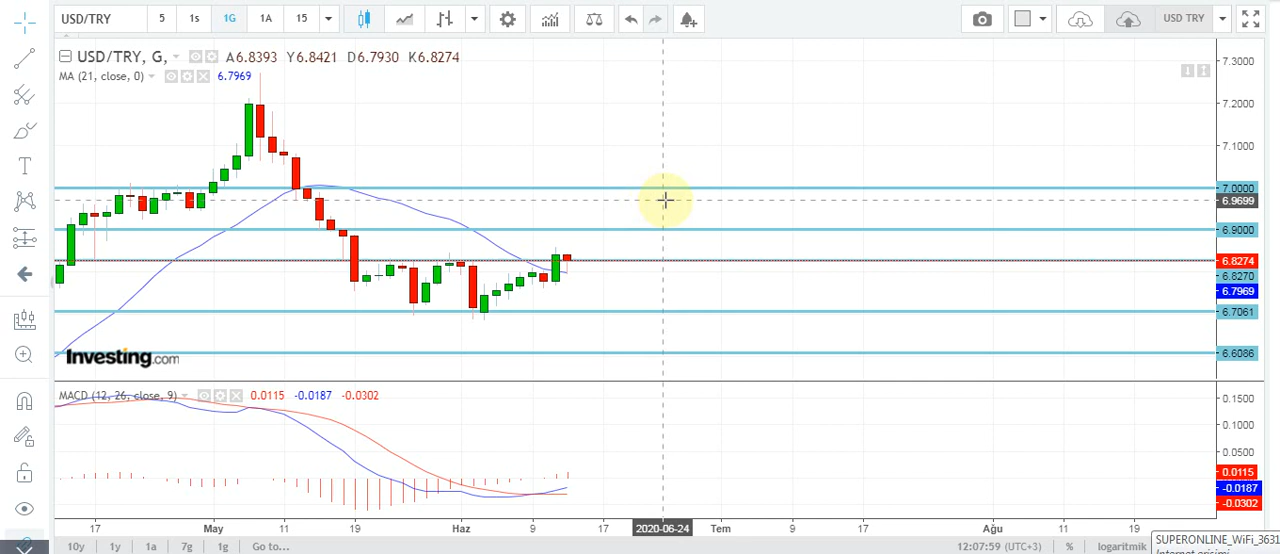 USD/TRY 5 1s 1G 1A 15 USD TRY
USD/TRY, G, A6.8393 Y6.8421 D6.7930 K6.8274
MA (21, close, 0) 6.7969
7.3000
7.2000
7.1000
7.0000
6.9699
6.9000
6.8274
6.8270
6.7969
6.7061
6.6086
Investing.com
MACD (12, 26, close, 9) 0.0115 -0.0187 -0.0302
0.1500
0.1000
0.0500
0.0115
-0.0187
-0.0302
17 May 11 19 Haz 9 17 2020-06-24 Tem 9 17 Ağu 11 19
10y 1y 1a 7g 1g Go to... 12:07:59 (UTC+3) % logaritmik
SUPERONLINE_WiFi_3631
İnternet erişimi